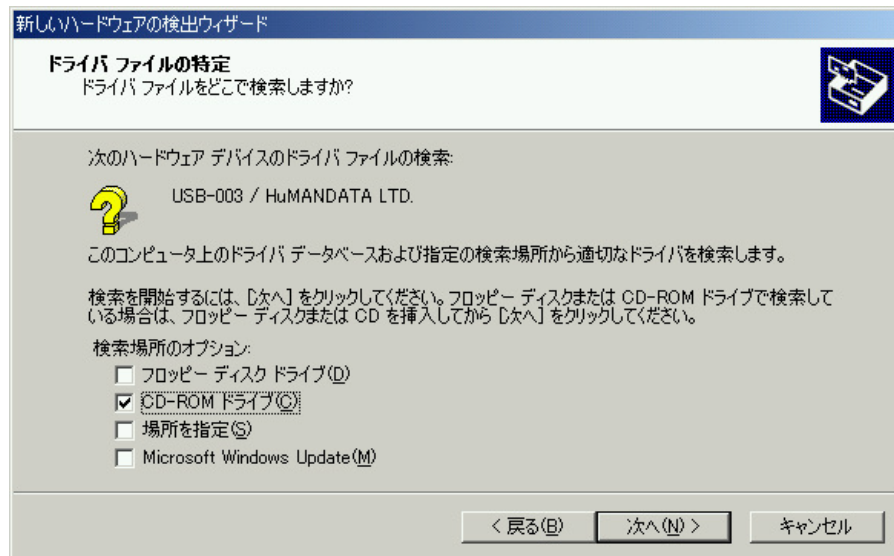 新しいハードウェアの検出ウィザード
ドライバ ファイルの特定
ドライバ ファイルをどこで検索しますか?
次のハードウェア デバイスのドライバ ファイルの検索:
USB-003 / HuMANDATA LTD.
このコンピュータ上のドライバ データベースおよび指定の検索場所から適切なドライバを検索します。
検索を開始するには、[次へ] をクリックしてください。フロッピー ディスクまたは CD-ROM ドライブで検索して
いる場合は、フロッピー ディスクまたは CD を挿入してから [次へ] をクリックしてください。
検索場所のオプション:
フロッピー ディスク ドライブ(D)
CD-ROM ドライブ(C)
場所を指定(S)
Microsoft Windows Update(M)
< 戻る(B) 次へ(N) > キャンセル